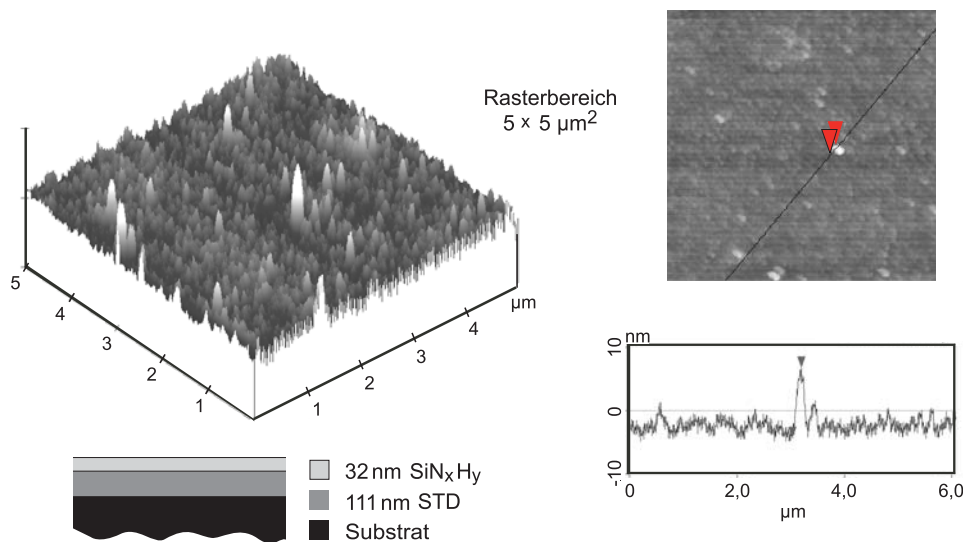 Rasterbereich
5 × 5 µm²
5
4
3
2
1
1
2
3
4
µm
nm
10
0
-10
0
2,0
4,0
6,0
µm
32 nm SiNₓHᵧ
111 nm STD
Substrat